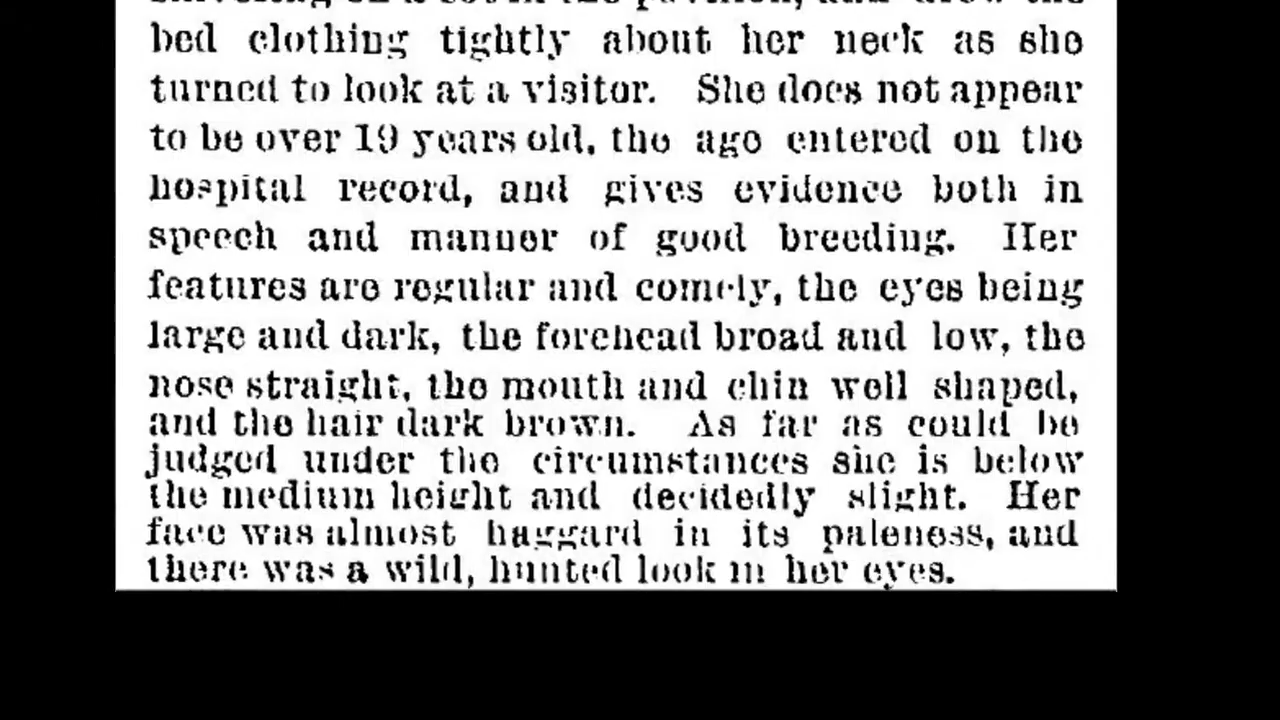 bed clothing tightly about her neck as she
turned to look at a visitor. She does not appear
to be over 19 years old, the age entered on the
hospital record, and gives evidence both in
speech and manner of good breeding. Her
features are regular and comely, the eyes being
large and dark, the forehead broad and low, the
nose straight, the mouth and chin well shaped,
and the hair dark brown. As far as could be
judged under the circumstances she is below
the medium height and decidedly slight. Her
face was almost haggard in its paleness, and
there was a wild, hunted look in her eyes.